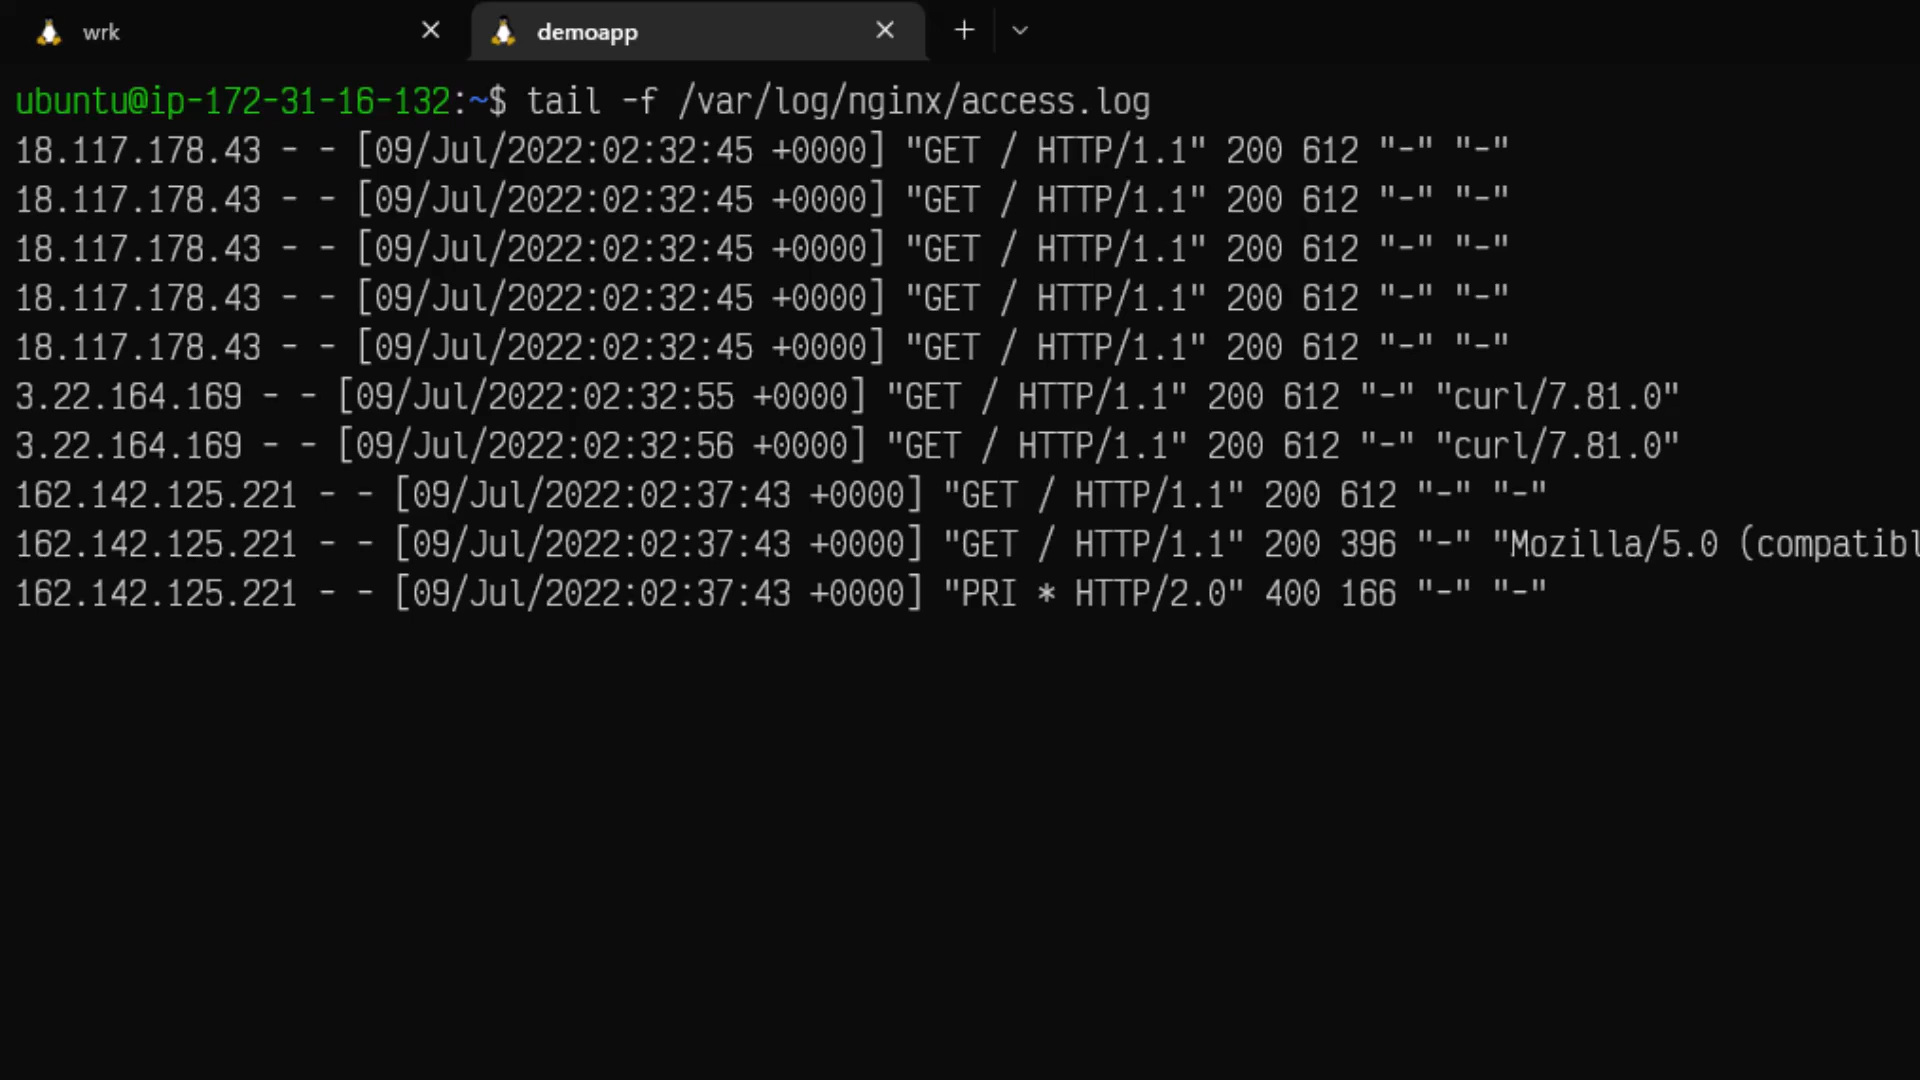 wrk
demoapp
ubuntu@ip-172-31-16-132:~$ tail -f /var/log/nginx/access.log
18.117.178.43 - - [09/Jul/2022:02:32:45 +0000] "GET / HTTP/1.1" 200 612 "-" "-"
18.117.178.43 - - [09/Jul/2022:02:32:45 +0000] "GET / HTTP/1.1" 200 612 "-" "-"
18.117.178.43 - - [09/Jul/2022:02:32:45 +0000] "GET / HTTP/1.1" 200 612 "-" "-"
18.117.178.43 - - [09/Jul/2022:02:32:45 +0000] "GET / HTTP/1.1" 200 612 "-" "-"
18.117.178.43 - - [09/Jul/2022:02:32:45 +0000] "GET / HTTP/1.1" 200 612 "-" "-"
3.22.164.169 - - [09/Jul/2022:02:32:55 +0000] "GET / HTTP/1.1" 200 612 "-" "curl/7.81.0"
3.22.164.169 - - [09/Jul/2022:02:32:56 +0000] "GET / HTTP/1.1" 200 612 "-" "curl/7.81.0"
162.142.125.221 - - [09/Jul/2022:02:37:43 +0000] "GET / HTTP/1.1" 200 612 "-" "-"
162.142.125.221 - - [09/Jul/2022:02:37:43 +0000] "GET / HTTP/1.1" 200 396 "-" "Mozilla/5.0 (compatibl
162.142.125.221 - - [09/Jul/2022:02:37:43 +0000] "PRI * HTTP/2.0" 400 166 "-" "-"